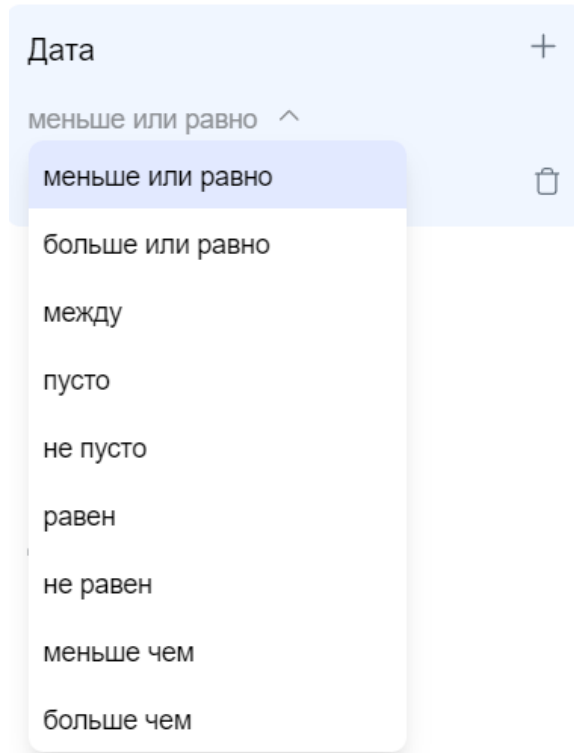 Дата
меньше или равно
меньше или равно
больше или равно
между
пусто
не пусто
равен
не равен
меньше чем
больше чем